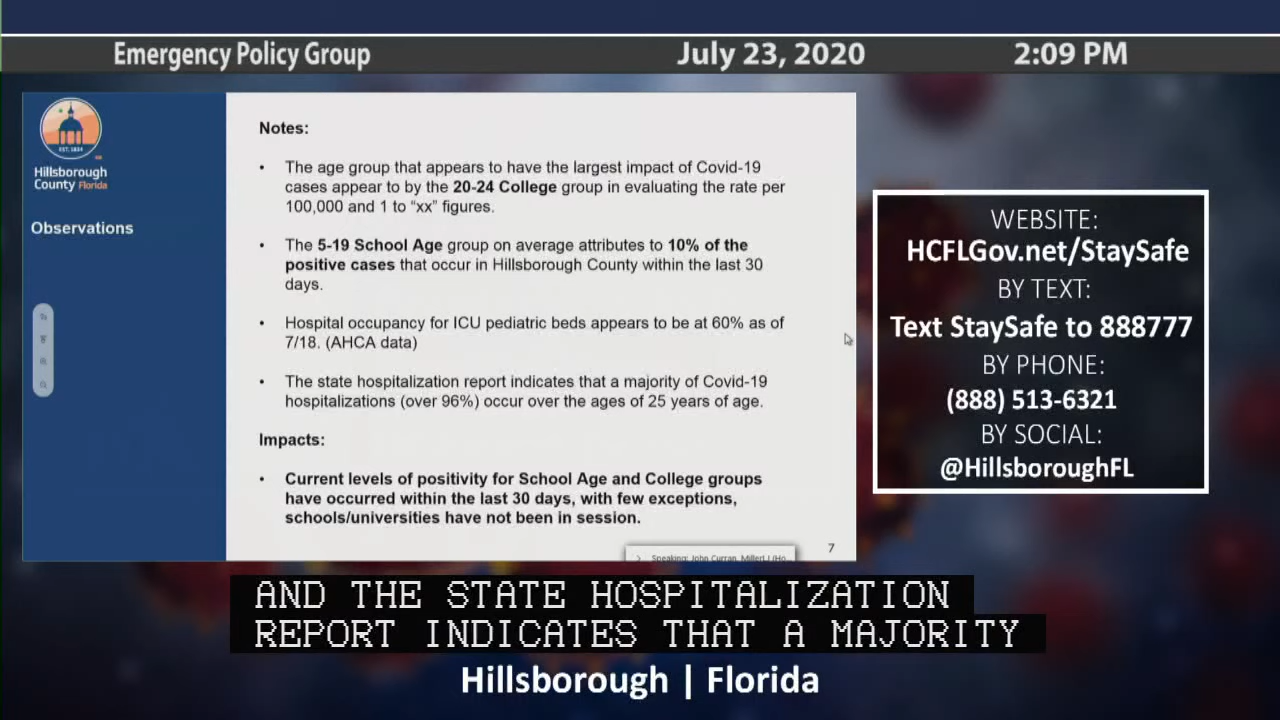 Emergency Policy Group
July 23, 2020
2:09 PM
EST. 1834
Hillsborough
County Florida
Observations
Notes:
• The age group that appears to have the largest impact of Covid-19
cases appear to by the 20-24 College group in evaluating the rate per
100,000 and 1 to “xx” figures.
• The 5-19 School Age group on average attributes to 10% of the
positive cases that occur in Hillsborough County within the last 30
days.
• Hospital occupancy for ICU pediatric beds appears to be at 60% as of
7/18. (AHCA data)
• The state hospitalization report indicates that a majority of Covid-19
hospitalizations (over 96%) occur over the ages of 25 years of age.
Impacts:
• Current levels of positivity for School Age and College groups
have occurred within the last 30 days, with few exceptions,
schools/universities have not been in session.
Speaking: John Curran, MillerLJ (Ho...
7
WEBSITE:
HCFLGov.net/StaySafe
BY TEXT:
Text StaySafe to 888777
BY PHONE:
(888) 513-6321
BY SOCIAL:
@HillsboroughFL
AND THE STATE HOSPITALIZATION
REPORT INDICATES THAT A MAJORITY
Hillsborough | Florida